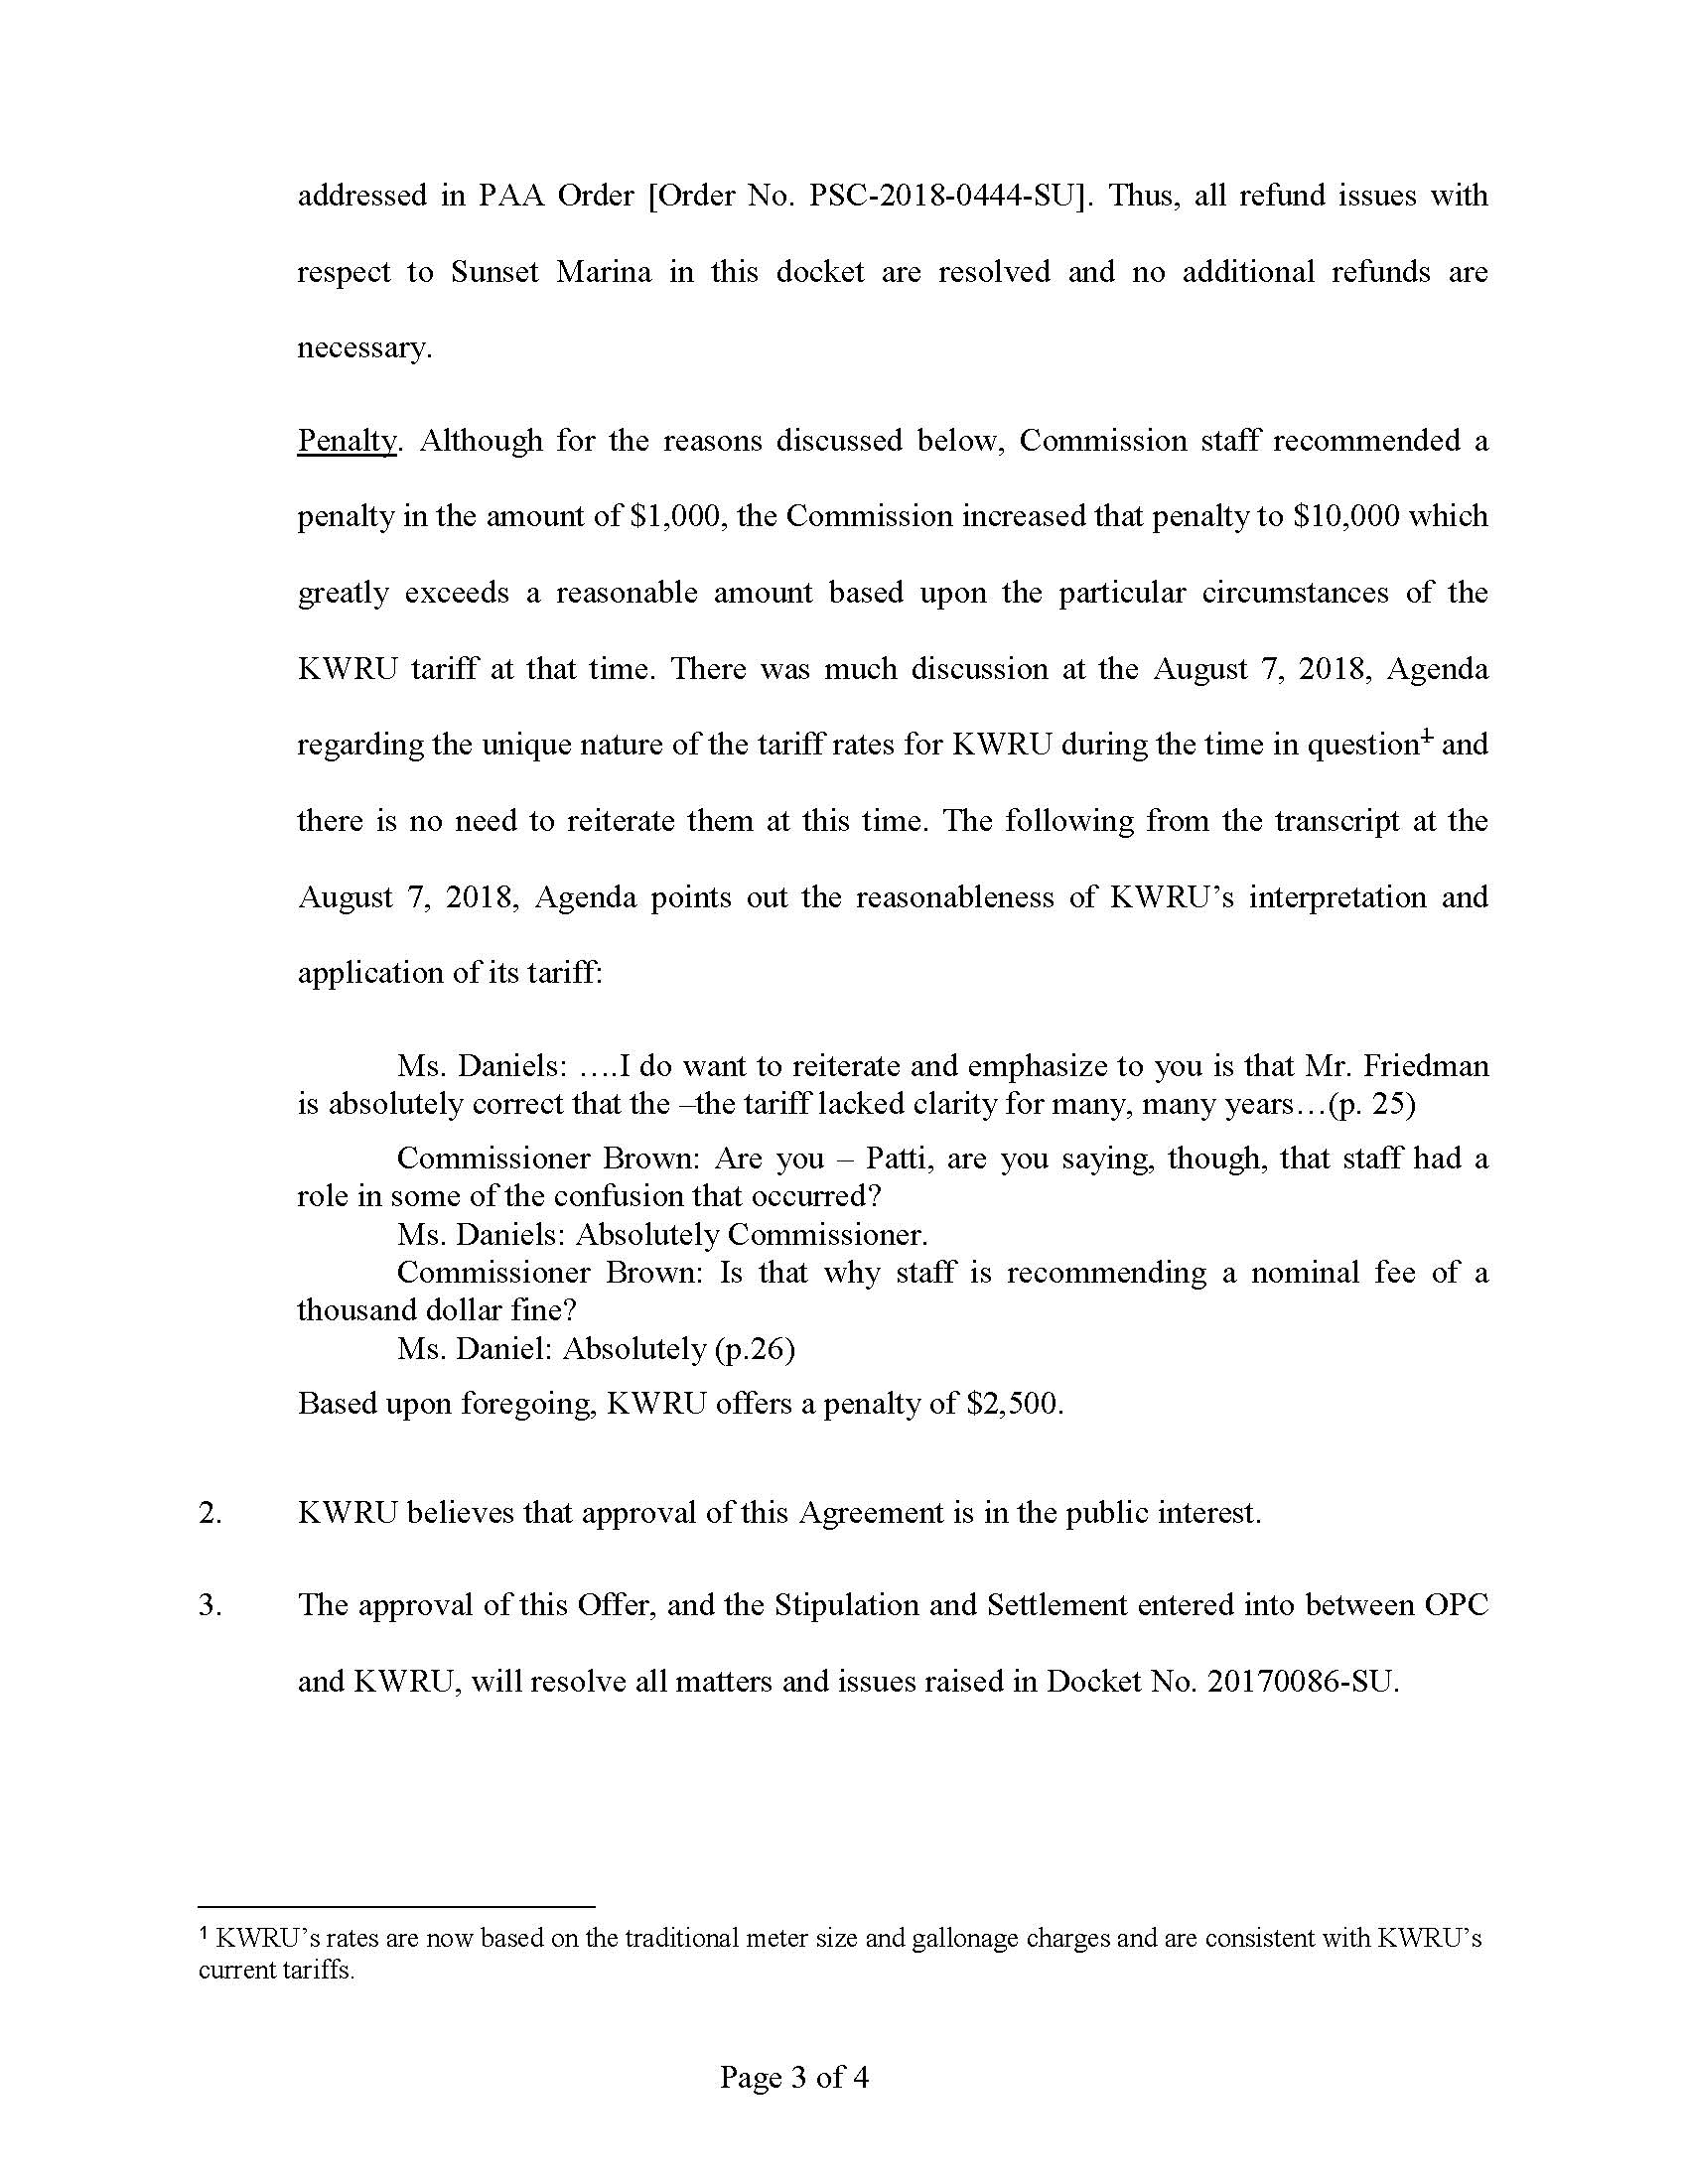 addressed in PAA Order [Order No. PSC-2018-0444-SU]. Thus, all refund issues with
respect to Sunset Marina in this docket are resolved and no additional refunds are
necessary.
Penalty. Although for the reasons discussed below, Commission staff recommended a
penalty in the amount of $1,000, the Commission increased that penalty to $10,000 which
greatly exceeds a reasonable amount based upon the particular circumstances of the
KWRU tariff at that time. There was much discussion at the August 7, 2018, Agenda
regarding the unique nature of the tariff rates for KWRU during the time in question¹ and
there is no need to reiterate them at this time. The following from the transcript at the
August 7, 2018, Agenda points out the reasonableness of KWRU's interpretation and
application of its tariff:
Ms. Daniels: ….I do want to reiterate and emphasize to you is that Mr. Friedman
is absolutely correct that the –the tariff lacked clarity for many, many years…(p. 25)
Commissioner Brown: Are you – Patti, are you saying, though, that staff had a
role in some of the confusion that occurred?
Ms. Daniels: Absolutely Commissioner.
Commissioner Brown: Is that why staff is recommending a nominal fee of a
thousand dollar fine?
Ms. Daniel: Absolutely (p.26)
Based upon foregoing, KWRU offers a penalty of $2,500.
2. KWRU believes that approval of this Agreement is in the public interest.
3. The approval of this Offer, and the Stipulation and Settlement entered into between OPC
and KWRU, will resolve all matters and issues raised in Docket No. 20170086-SU.
¹ KWRU's rates are now based on the traditional meter size and gallonage charges and are consistent with KWRU's
current tariffs.
Page 3 of 4